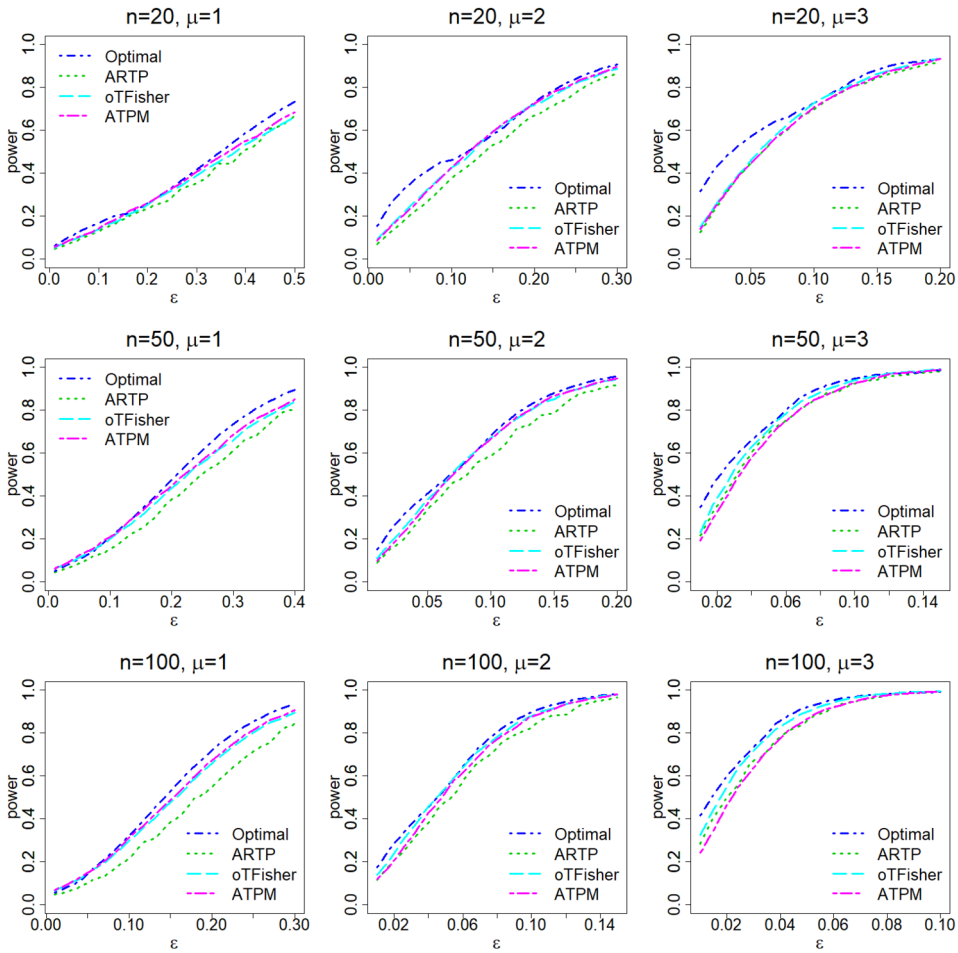 n=20, μ=1
n=20, μ=2
n=20, μ=3
power
0.0 0.2 0.4 0.6 0.8 1.0
Optimal
ARTP
oTFisher
ATPM
0.0 0.1 0.2 0.3 0.4 0.5
ε
power
0.0 0.2 0.4 0.6 0.8 1.0
Optimal
ARTP
oTFisher
ATPM
0.00 0.10 0.20 0.30
ε
power
0.0 0.2 0.4 0.6 0.8 1.0
Optimal
ARTP
oTFisher
ATPM
0.05 0.10 0.15 0.20
ε
n=50, μ=1
n=50, μ=2
n=50, μ=3
power
0.0 0.2 0.4 0.6 0.8 1.0
Optimal
ARTP
oTFisher
ATPM
0.0 0.1 0.2 0.3 0.4
ε
power
0.0 0.2 0.4 0.6 0.8 1.0
Optimal
ARTP
oTFisher
ATPM
0.05 0.10 0.15 0.20
ε
power
0.0 0.2 0.4 0.6 0.8 1.0
Optimal
ARTP
oTFisher
ATPM
0.02 0.06 0.10 0.14
ε
n=100, μ=1
n=100, μ=2
n=100, μ=3
power
0.0 0.2 0.4 0.6 0.8 1.0
Optimal
ARTP
oTFisher
ATPM
0.00 0.10 0.20 0.30
ε
power
0.0 0.2 0.4 0.6 0.8 1.0
Optimal
ARTP
oTFisher
ATPM
0.02 0.06 0.10 0.14
ε
power
0.0 0.2 0.4 0.6 0.8 1.0
Optimal
ARTP
oTFisher
ATPM
0.02 0.04 0.06 0.08 0.10
ε